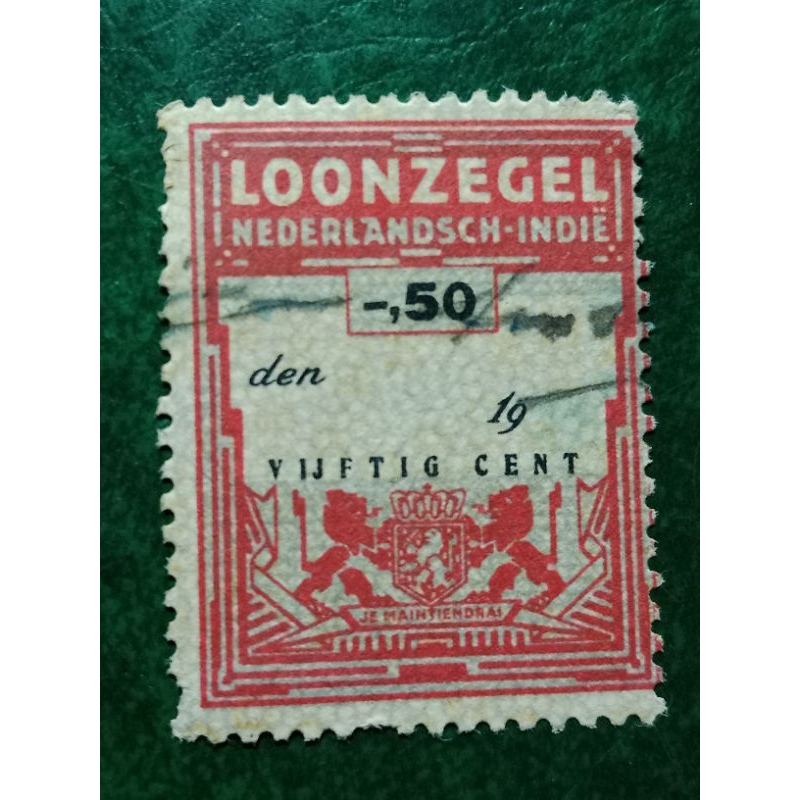 LOONZEGEL
NEDERLANDSCH-INDIË
-,50
den
19
VIJFTIG CENT
JE MAINTIENDRAI